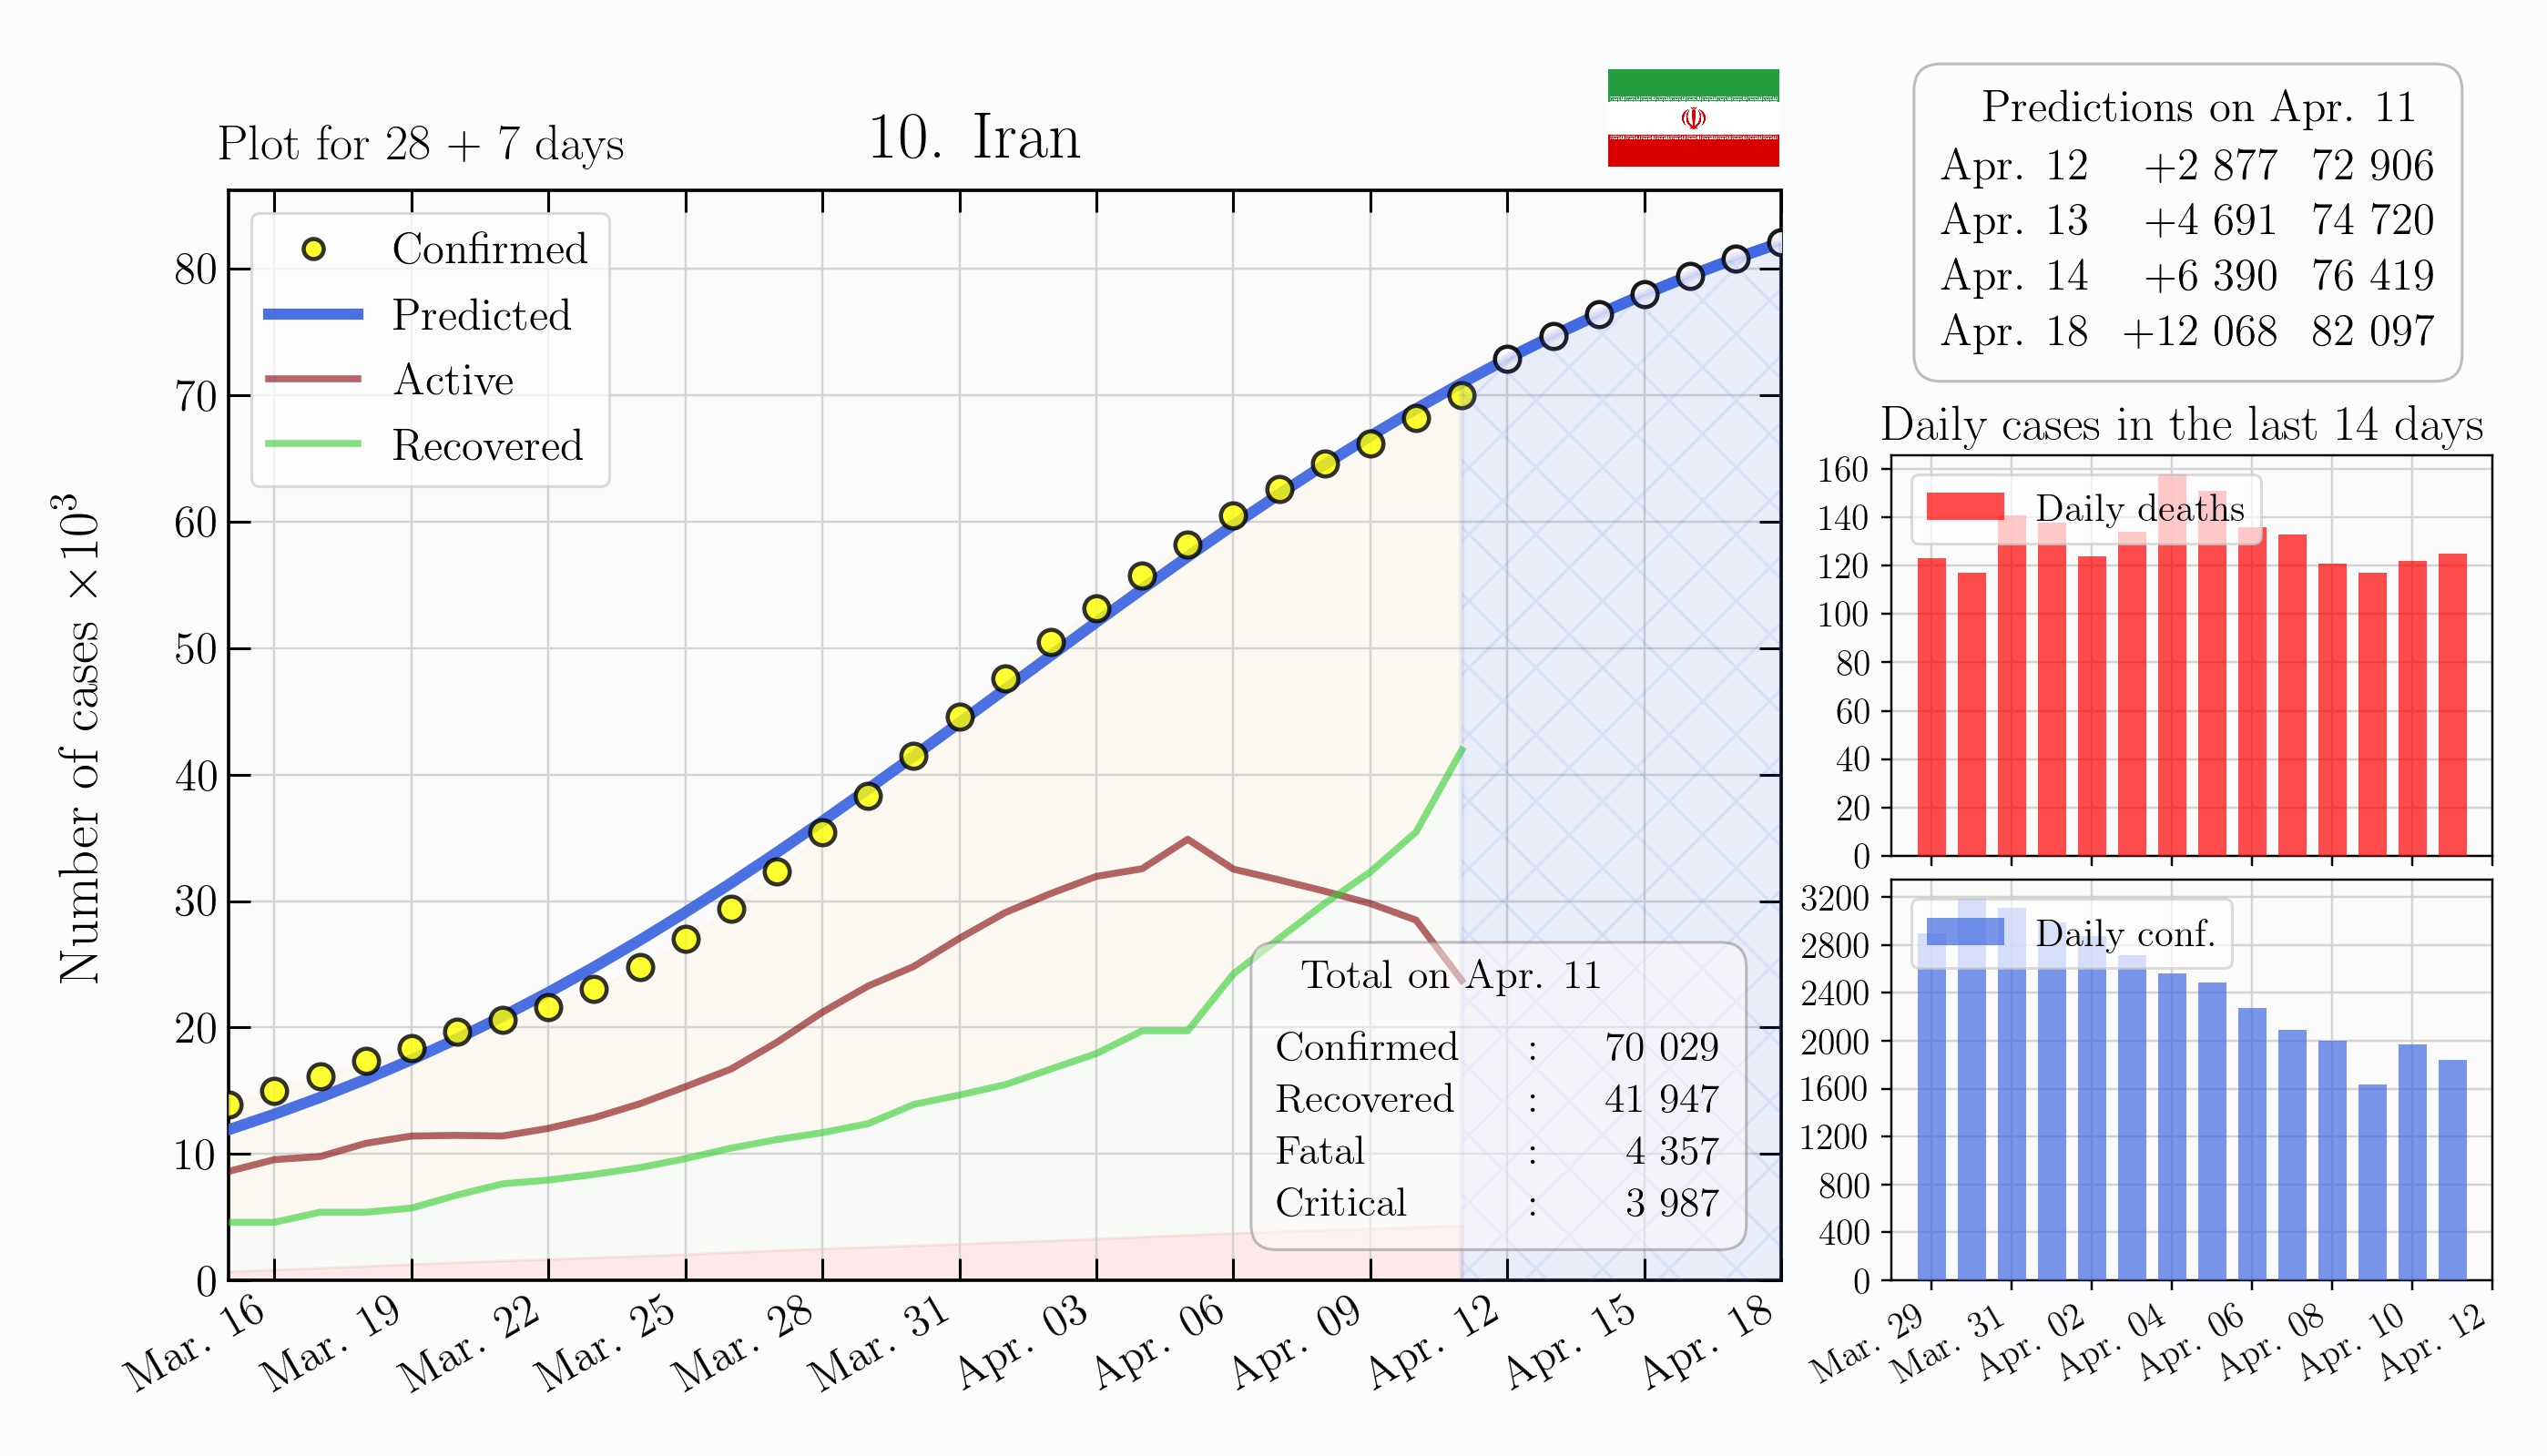 Plot for 28 + 7 days
10. Iran
Number of cases ×10³
80
70
60
50
40
30
20
10
0
Confirmed
Predicted
Active
Recovered
Total on Apr. 11
Confirmed : 70 029
Recovered : 41 947
Fatal : 4 357
Critical : 3 987
Mar. 16
Mar. 19
Mar. 22
Mar. 25
Mar. 28
Mar. 31
Apr. 03
Apr. 06
Apr. 09
Apr. 12
Apr. 15
Apr. 18
Predictions on Apr. 11
Apr. 12 +2 877 72 906
Apr. 13 +4 691 74 720
Apr. 14 +6 390 76 419
Apr. 18 +12 068 82 097
Daily cases in the last 14 days
160
140
120
100
80
60
40
20
0
Daily deaths
3200
2800
2400
2000
1600
1200
800
400
0
Daily conf.
Mar. 29
Mar. 31
Apr. 02
Apr. 04
Apr. 06
Apr. 08
Apr. 10
Apr. 12